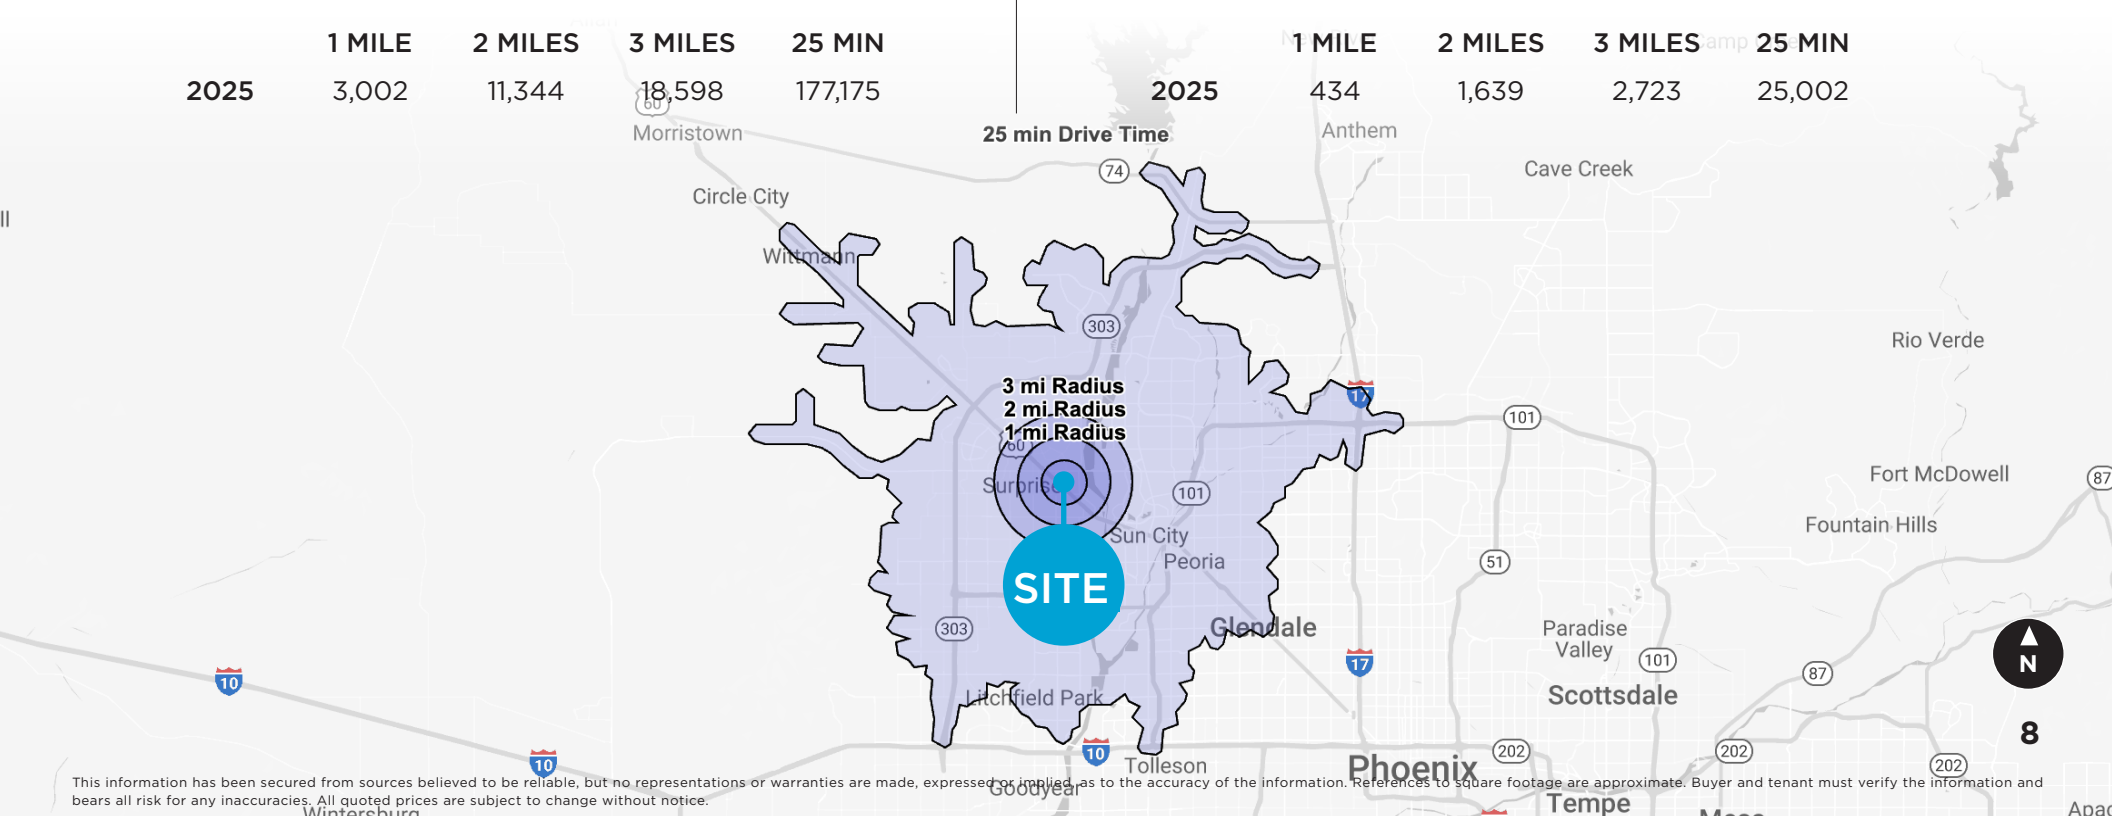 1 MILE 2 MILES 3 MILES 25 MIN
2025 3,002 11,344 18,598 177,175
1 MILE 2 MILES 3 MILES 25 MIN
2025 434 1,639 2,723 25,002
60
Morristown
25 min Drive Time
Anthem
74
Cave Creek
Circle City
ll
Wittmann
303
Rio Verde
3 mi Radius
2 mi Radius
1 mi Radius
17
101
60
Surprise
101
Fort McDowell
87
Fountain Hills
Sun City
Peoria
51
SITE
303
Glendale
Paradise
Valley
17
101
N
10
87
Litchfield Park
Scottsdale
8
10
10
Tolleson
Phoenix
202
202
202
This information has been secured from sources believed to be reliable, but no representations or warranties are made, expressed or implied, as to the accuracy of the information. References to square footage are approximate. Buyer and tenant must verify the information and
bears all risk for any inaccuracies. All quoted prices are subject to change without notice.
Goodyear
Tempe
Wintersburg
Mesa
Apac